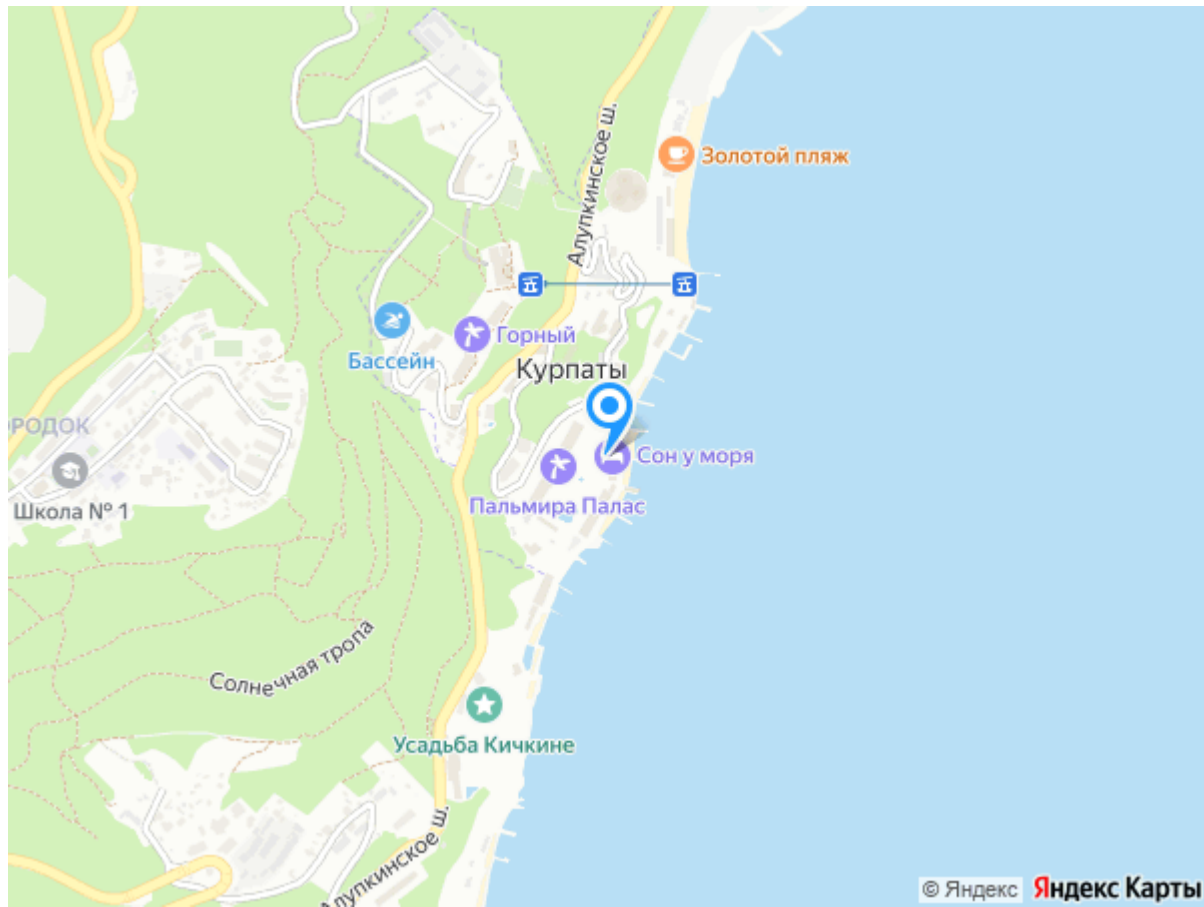 Золотой пляж
Алупкинское ш.
Бассейн
Горный
Курпаты
ОРОДОК
Сон у моря
Пальмира Палас
Школа № 1
Солнечная тропа
Усадьба Кичкине
Алупкинское ш.
© Яндекс Яндекс Карты